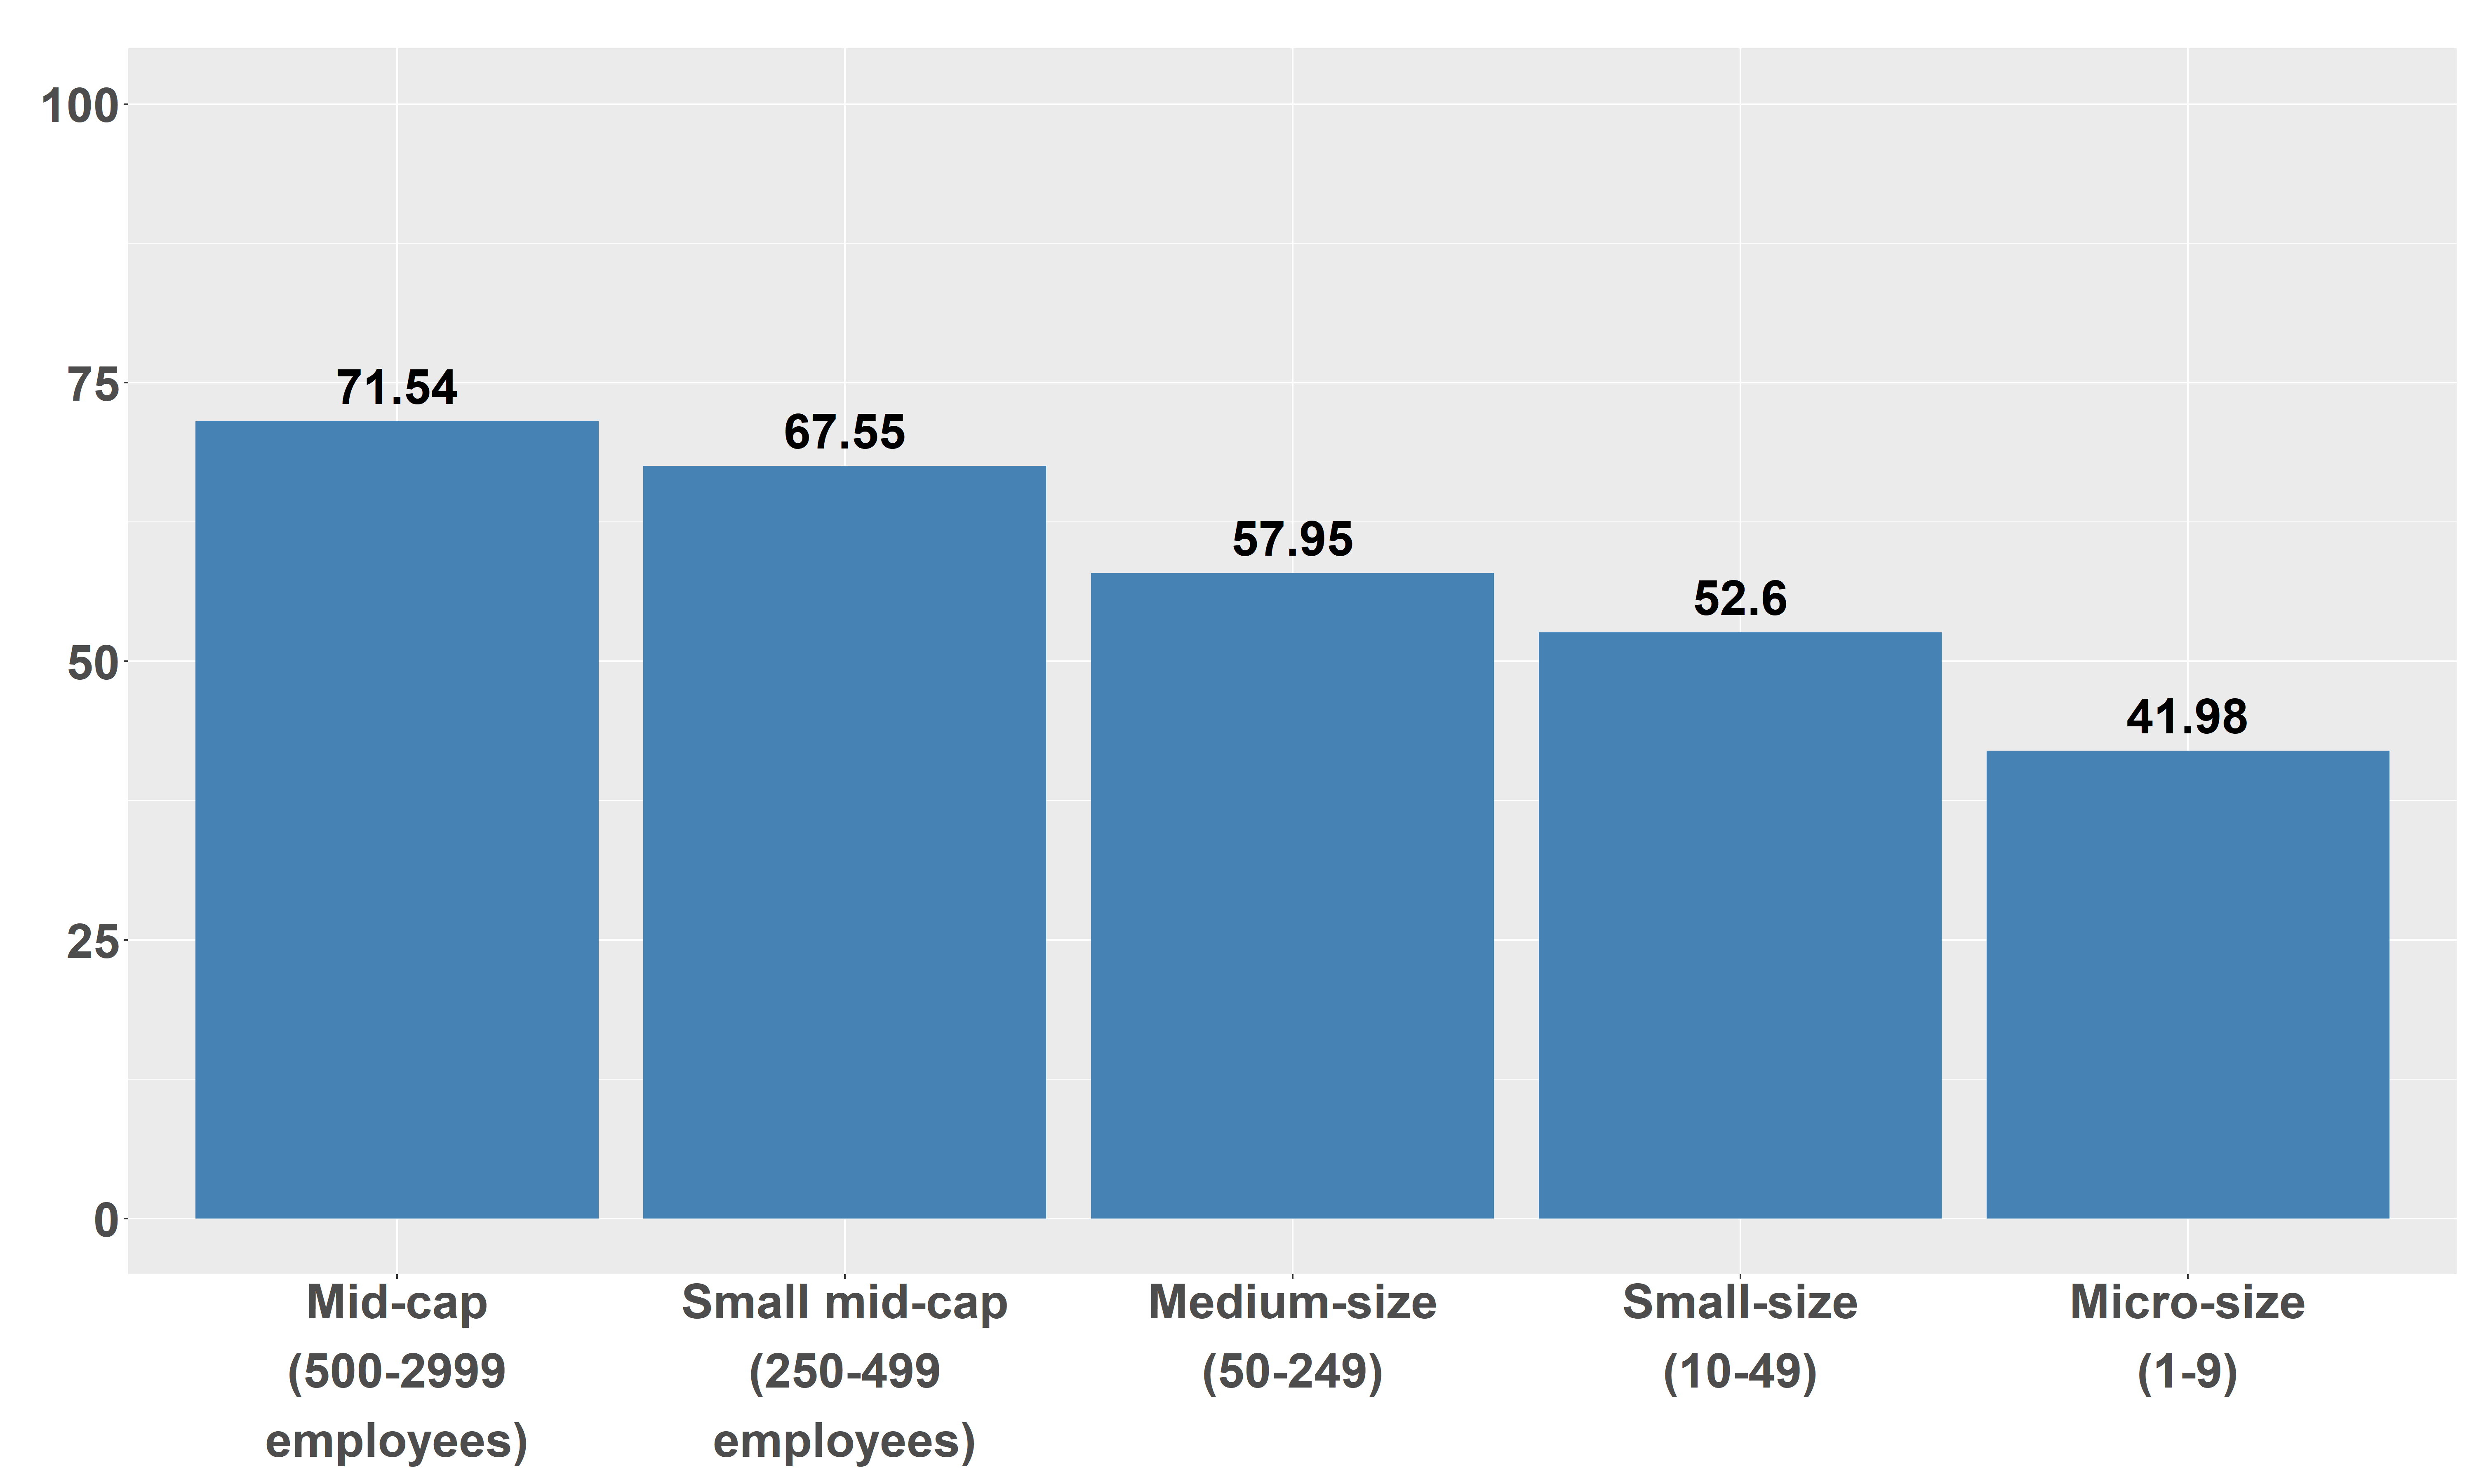 100
75
50
25
0
71.54
67.55
57.95
52.6
41.98
Mid-cap
(500-2999
employees)
Small mid-cap
(250-499
employees)
Medium-size
(50-249)
Small-size
(10-49)
Micro-size
(1-9)